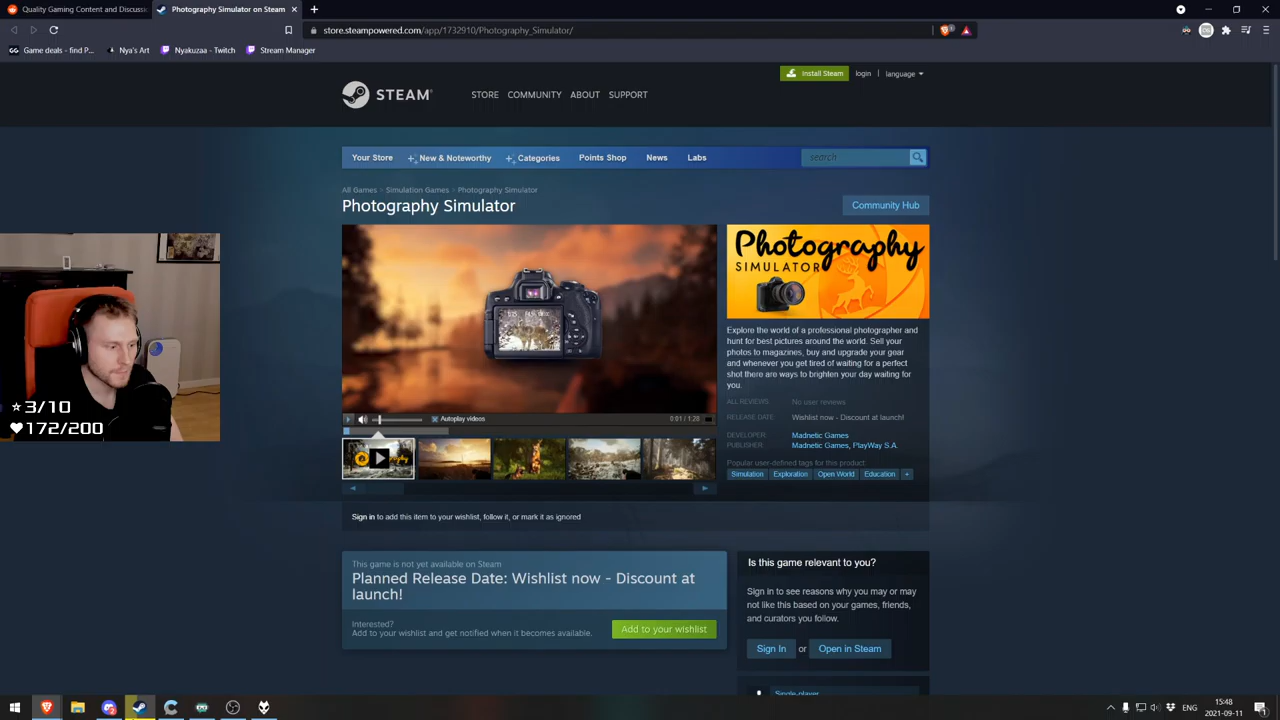 Quality Gaming Content and Discussi
Photography Simulator on Steam
store.steampowered.com/app/1732910/Photography_Simulator/
Game deals - find P...
Nya's Art
Nyakuzaa - Twitch
Stream Manager
Install Steam
login
language
STEAM
STORE
COMMUNITY
ABOUT
SUPPORT
Your Store
New & Noteworthy
Categories
Points Shop
News
Labs
search
All Games > Simulation Games > Photography Simulator
Photography Simulator
Community Hub
Photography
SIMULATOR
Explore the world of a professional photographer and
hunt for best pictures around the world. Sell your
photos to magazines, buy and upgrade your gear
and whenever you get tired of waiting for a perfect
shot there are ways to brighten your day waiting for
you.
ALL REVIEWS: No user reviews
RELEASE DATE: Wishlist now - Discount at launch!
DEVELOPER: Madnetic Games
PUBLISHER: Madnetic Games, PlayWay S.A.
Popular user-defined tags for this product:
Simulation
Exploration
Open World
Education
+
Autoplay videos
0:01 / 1:28
3/10
172/200
Sign in to add this item to your wishlist, follow it, or mark it as ignored
This game is not yet available on Steam
Planned Release Date: Wishlist now - Discount at
launch!
Interested?
Add to your wishlist and get notified when it becomes available.
Add to your wishlist
Is this game relevant to you?
Sign in to see reasons why you may or may
not like this based on your games, friends,
and curators you follow.
Sign In or Open in Steam
Single-player
ENG
15:48
2021-09-11